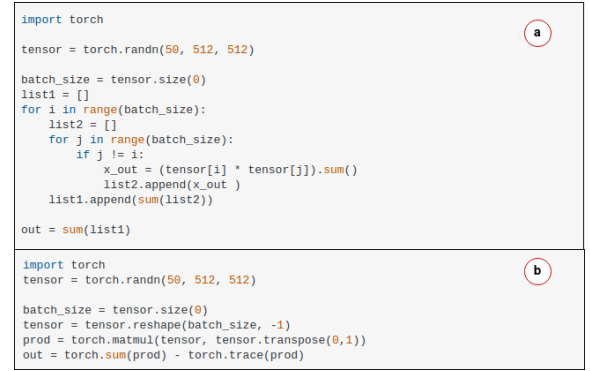 import torch
a
tensor = torch.randn(50, 512, 512)
batch_size = tensor.size(0)
list1 = []
for i in range(batch_size):
    list2 = []
    for j in range(batch_size):
        if j != i:
            x_out = (tensor[i] * tensor[j]).sum()
            list2.append(x_out )
    list1.append(sum(list2))
out = sum(list1)
import torch
b
tensor = torch.randn(50, 512, 512)
batch_size = tensor.size(0)
tensor = tensor.reshape(batch_size, -1)
prod = torch.matmul(tensor, tensor.transpose(0,1))
out = torch.sum(prod) - torch.trace(prod)